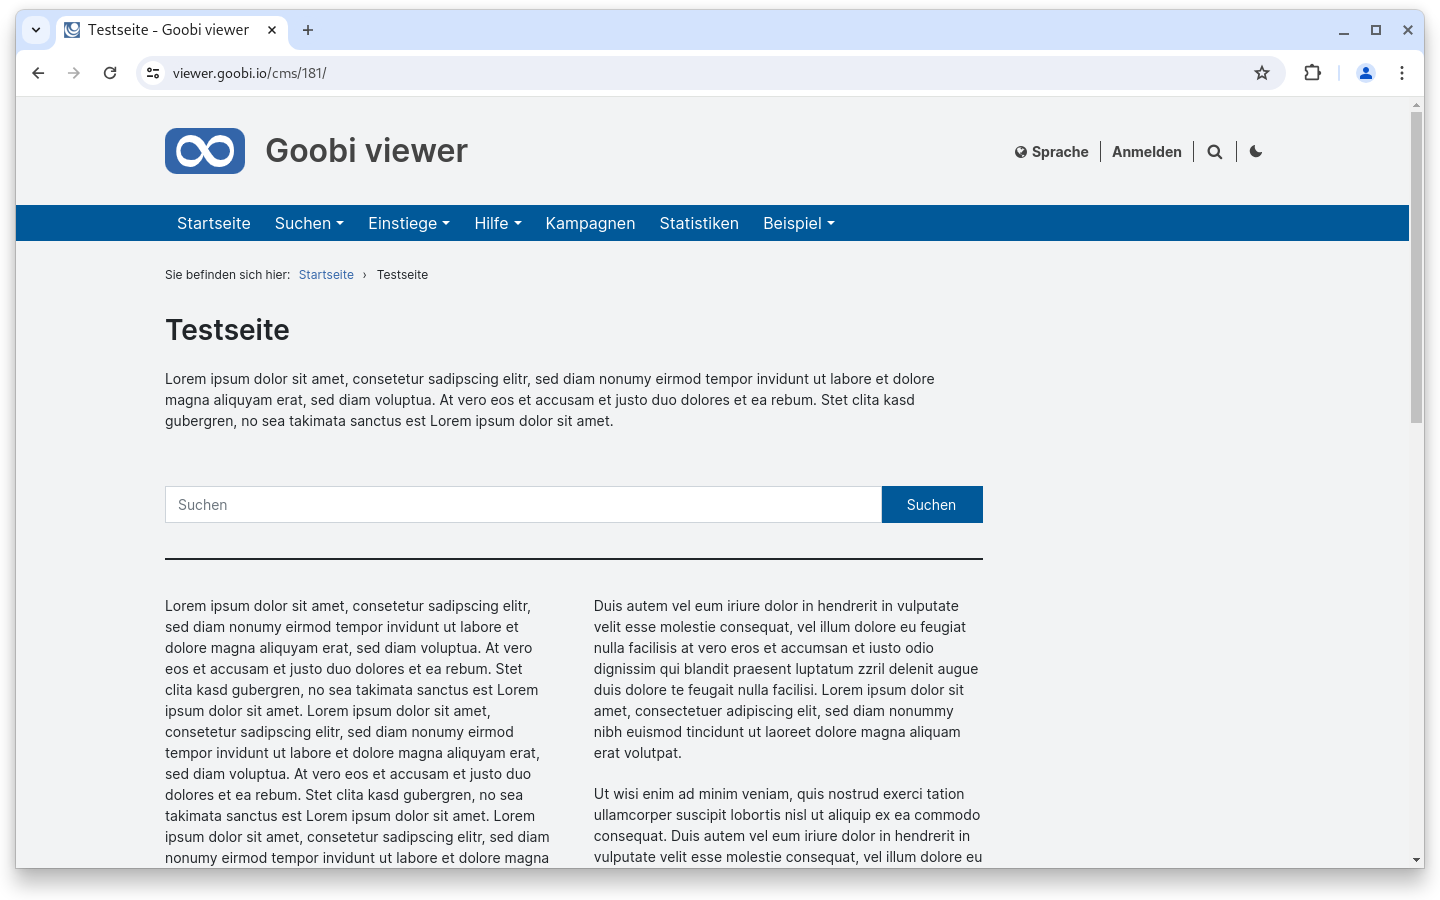 Testseite - Goobi viewer
viewer.goobi.io/cms/181/
Goobi viewer
Sprache
Anmelden
Startseite
Suchen
Einstiege
Hilfe
Kampagnen
Statistiken
Beispiel
Sie befinden sich hier: Startseite › Testseite
Testseite
Lorem ipsum dolor sit amet, consetetur sadipscing elitr, sed diam nonumy eirmod tempor invidunt ut labore et dolore
magna aliquyam erat, sed diam voluptua. At vero eos et accusam et justo duo dolores et ea rebum. Stet clita kasd
gubergren, no sea takimata sanctus est Lorem ipsum dolor sit amet.
Suchen
Suchen
Lorem ipsum dolor sit amet, consetetur sadipscing elitr,
sed diam nonumy eirmod tempor invidunt ut labore et
dolore magna aliquyam erat, sed diam voluptua. At vero
eos et accusam et justo duo dolores et ea rebum. Stet
clita kasd gubergren, no sea takimata sanctus est Lorem
ipsum dolor sit amet. Lorem ipsum dolor sit amet,
consetetur sadipscing elitr, sed diam nonumy eirmod
tempor invidunt ut labore et dolore magna aliquyam erat,
sed diam voluptua. At vero eos et accusam et justo duo
dolores et ea rebum. Stet clita kasd gubergren, no sea
takimata sanctus est Lorem ipsum dolor sit amet. Lorem
ipsum dolor sit amet, consetetur sadipscing elitr, sed diam
nonumy eirmod tempor invidunt ut labore et dolore magna
Duis autem vel eum iriure dolor in hendrerit in vulputate
velit esse molestie consequat, vel illum dolore eu feugiat
nulla facilisis at vero eros et accumsan et iusto odio
dignissim qui blandit praesent luptatum zzril delenit augue
duis dolore te feugait nulla facilisi. Lorem ipsum dolor sit
amet, consectetuer adipiscing elit, sed diam nonummy
nibh euismod tincidunt ut laoreet dolore magna aliquam
erat volutpat.
Ut wisi enim ad minim veniam, quis nostrud exerci tation
ullamcorper suscipit lobortis nisl ut aliquip ex ea commodo
consequat. Duis autem vel eum iriure dolor in hendrerit in
vulputate velit esse molestie consequat, vel illum dolore eu